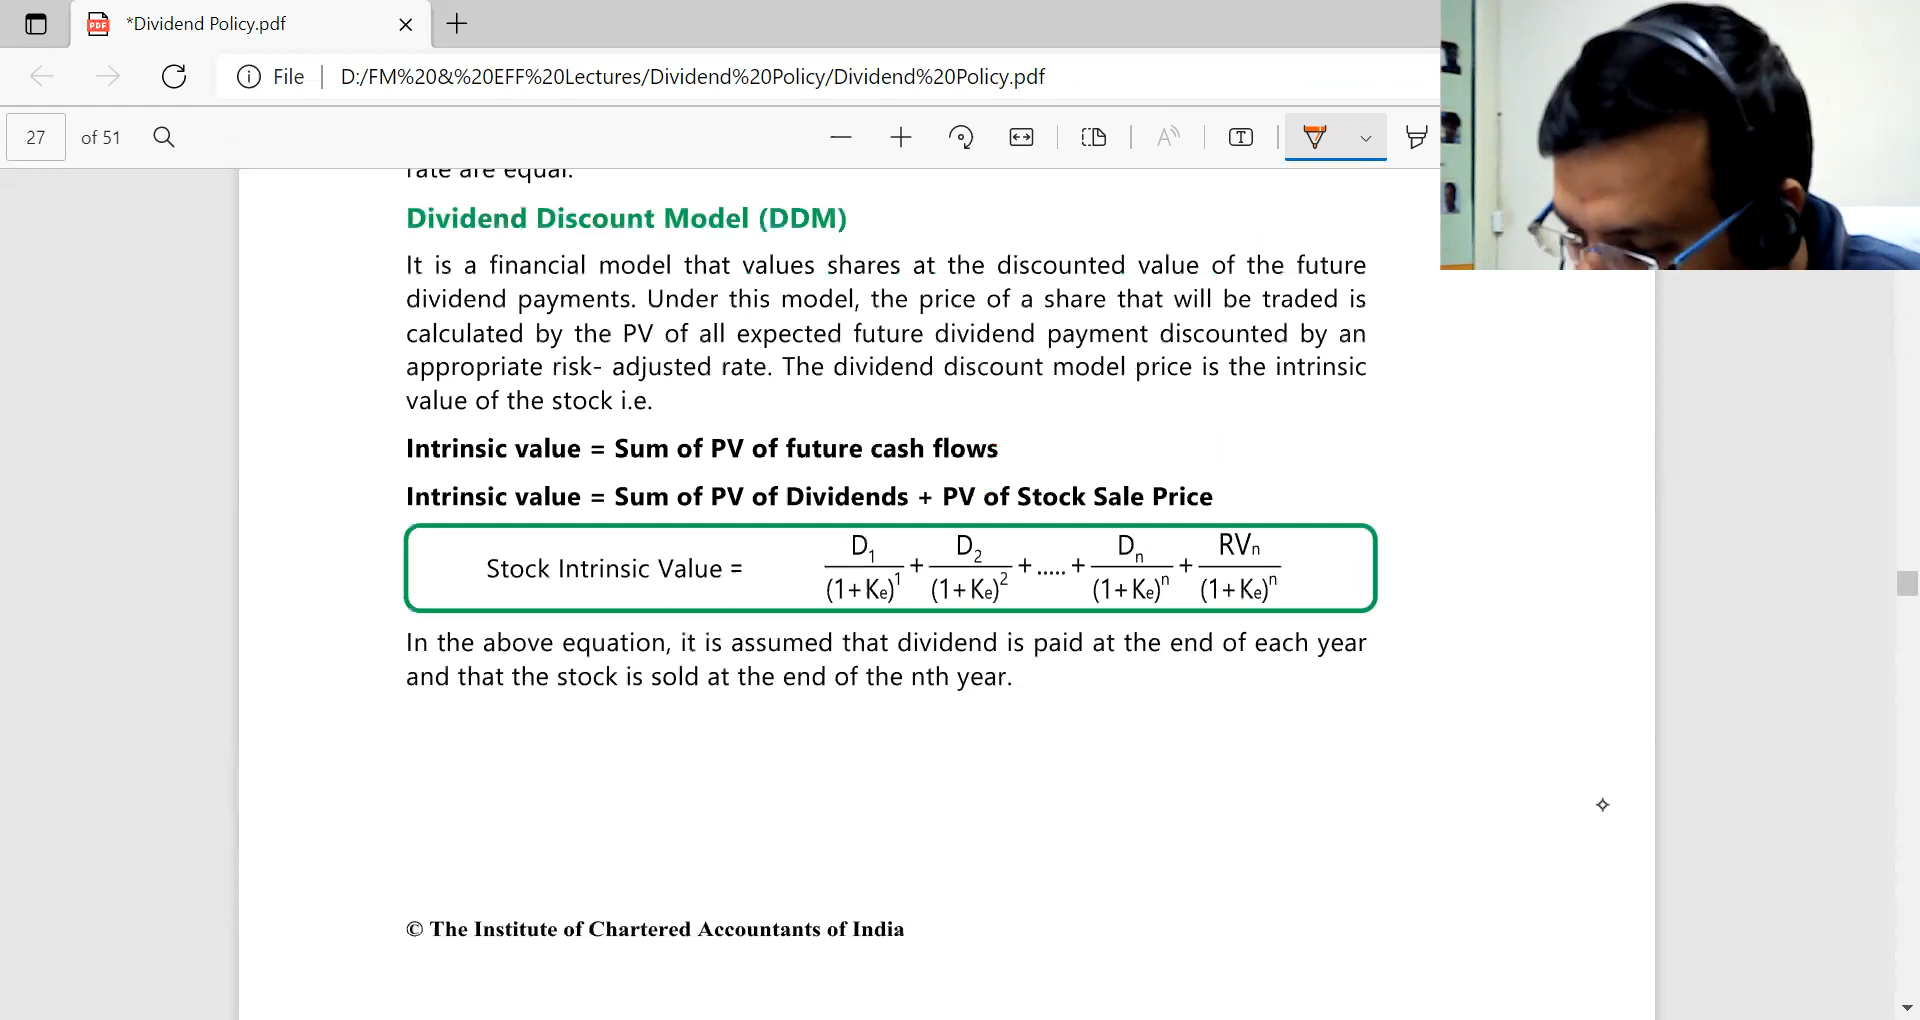 *Dividend Policy.pdf
File | D:/FM%20&%20EFF%20Lectures/Dividend%20Policy/Dividend%20Policy.pdf
27 of 51
rate are equal.
Dividend Discount Model (DDM)
It is a financial model that values shares at the discounted value of the future
dividend payments. Under this model, the price of a share that will be traded is
calculated by the PV of all expected future dividend payment discounted by an
appropriate risk- adjusted rate. The dividend discount model price is the intrinsic
value of the stock i.e.
Intrinsic value = Sum of PV of future cash flows
Intrinsic value = Sum of PV of Dividends + PV of Stock Sale Price
Stock Intrinsic Value = D₁/(1+Ke)¹ + D₂/(1+Ke)² + ..... + Dₙ/(1+Ke)ⁿ + RVₙ/(1+Ke)ⁿ
In the above equation, it is assumed that dividend is paid at the end of each year
and that the stock is sold at the end of the nth year.
© The Institute of Chartered Accountants of India